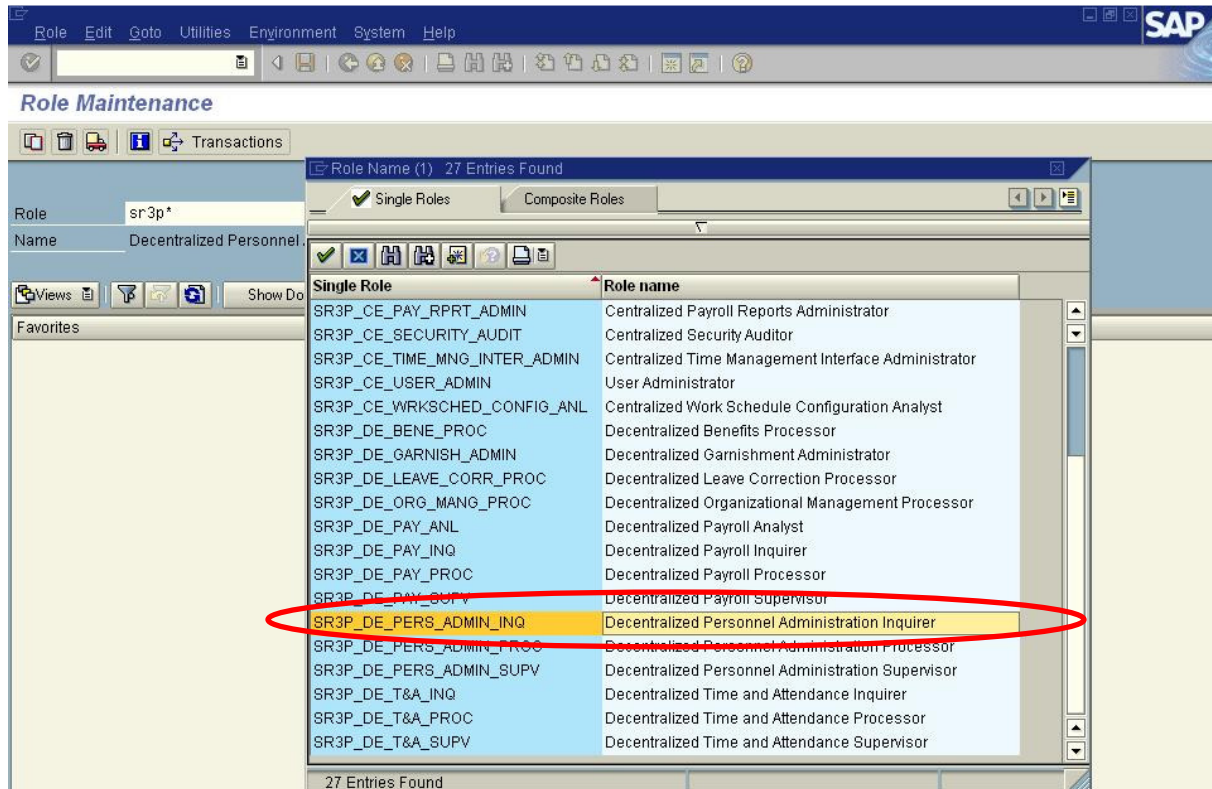 Role Edit Goto Utilities Environment System Help
SAP
Role Maintenance
Transactions
Role Name (1) 27 Entries Found
Single Roles Composite Roles
Role sr3p*
Name Decentralized Personnel
Views Show Do
Favorites
Single Role Role name
SR3P_CE_PAY_RPRT_ADMIN Centralized Payroll Reports Administrator
SR3P_CE_SECURITY_AUDIT Centralized Security Auditor
SR3P_CE_TIME_MNG_INTER_ADMIN Centralized Time Management Interface Administrator
SR3P_CE_USER_ADMIN User Administrator
SR3P_CE_WRKSCHED_CONFIG_ANL Centralized Work Schedule Configuration Analyst
SR3P_DE_BENE_PROC Decentralized Benefits Processor
SR3P_DE_GARNISH_ADMIN Decentralized Garnishment Administrator
SR3P_DE_LEAVE_CORR_PROC Decentralized Leave Correction Processor
SR3P_DE_ORG_MANG_PROC Decentralized Organizational Management Processor
SR3P_DE_PAY_ANL Decentralized Payroll Analyst
SR3P_DE_PAY_INQ Decentralized Payroll Inquirer
SR3P_DE_PAY_PROC Decentralized Payroll Processor
SR3P_DE_PAY_SUPV Decentralized Payroll Supervisor
SR3P_DE_PERS_ADMIN_INQ Decentralized Personnel Administration Inquirer
SR3P_DE_PERS_ADMIN_PROC Decentralized Personnel Administration Processor
SR3P_DE_PERS_ADMIN_SUPV Decentralized Personnel Administration Supervisor
SR3P_DE_T&A_INQ Decentralized Time and Attendance Inquirer
SR3P_DE_T&A_PROC Decentralized Time and Attendance Processor
SR3P_DE_T&A_SUPV Decentralized Time and Attendance Supervisor
27 Entries Found